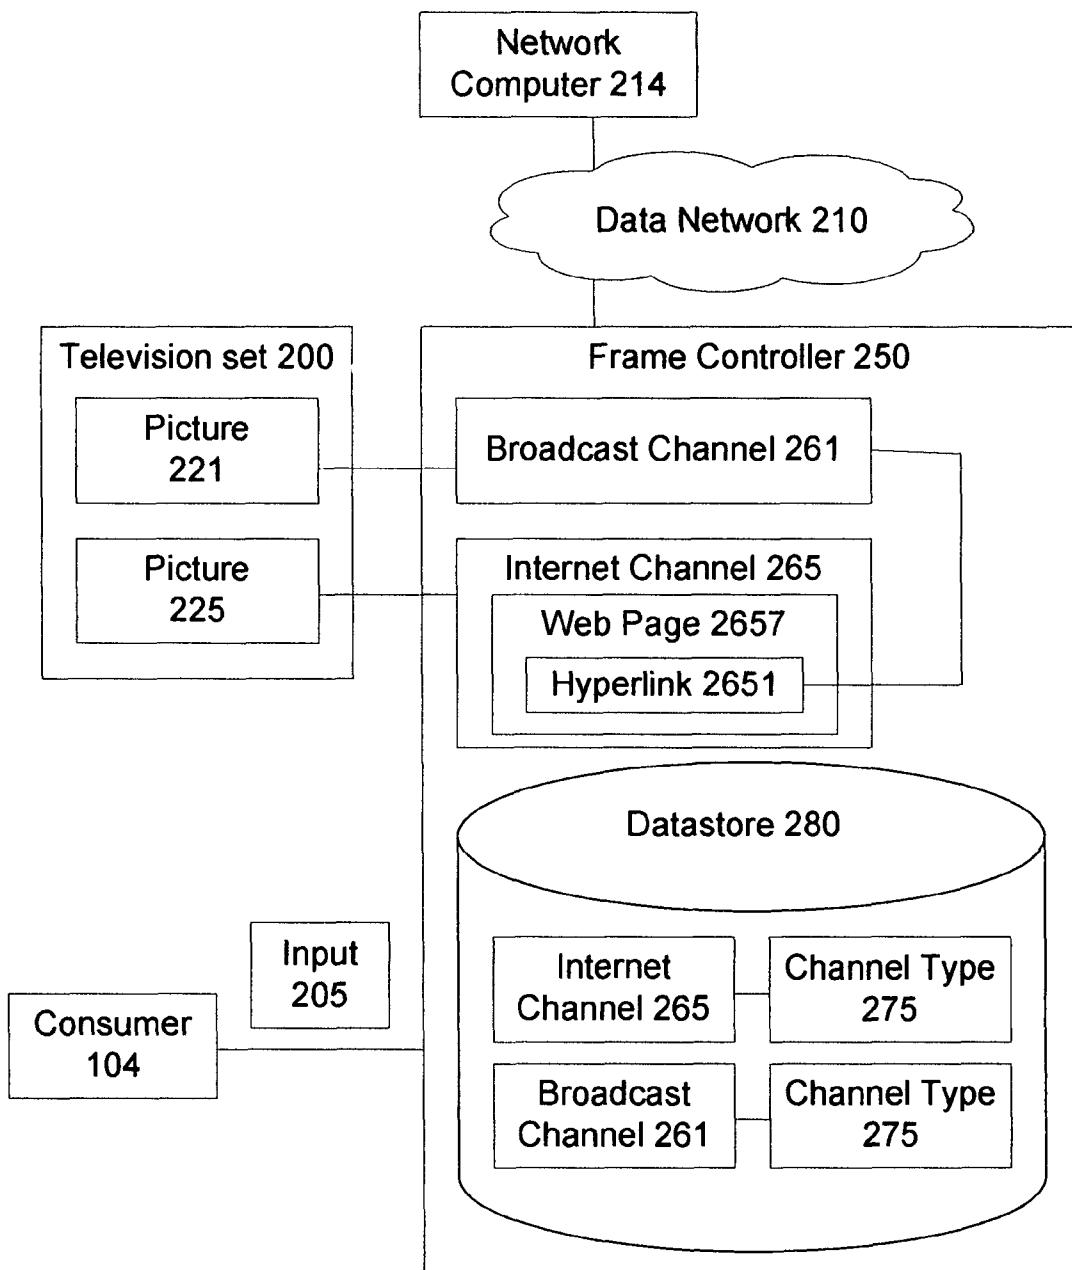 Network
Computer 214
Data Network 210
Television set 200
Picture
221
Picture
225
Frame Controller 250
Broadcast Channel 261
Internet Channel 265
Web Page 2657
Hyperlink 2651
Datastore 280
Internet
Channel 265
Channel Type
275
Broadcast
Channel 261
Channel Type
275
Input
205
Consumer
104